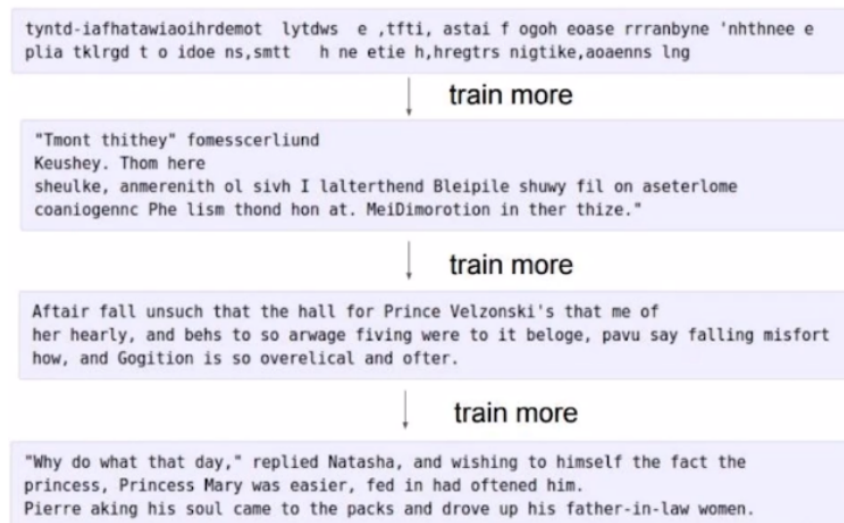 tyntd-iafhatawiaoihrdemot lytdws e ,tfti, astai f ogoh eoase rrranbyne 'nhthnee e
plia tklrgd t o idoe ns,smtt h ne etie h,hregtrs nigtike,aoaenns lng
train more
"Tmont thithey" fomesscerliund
Keushey. Thom here
sheulke, anmerenith ol sivh I lalterthend Bleipile shuwy fil on aseterlome
coaniogennc Phe lism thond hon at. MeiDimorotion in ther thize."
train more
Aftair fall unsuch that the hall for Prince Velzonski's that me of
her hearly, and behs to so arwage fiving were to it beloge, pavu say falling misfort
how, and Gogition is so overelical and ofter.
train more
"Why do what that day," replied Natasha, and wishing to himself the fact the
princess, Princess Mary was easier, fed in had oftened him.
Pierre aking his soul came to the packs and drove up his father-in-law women.